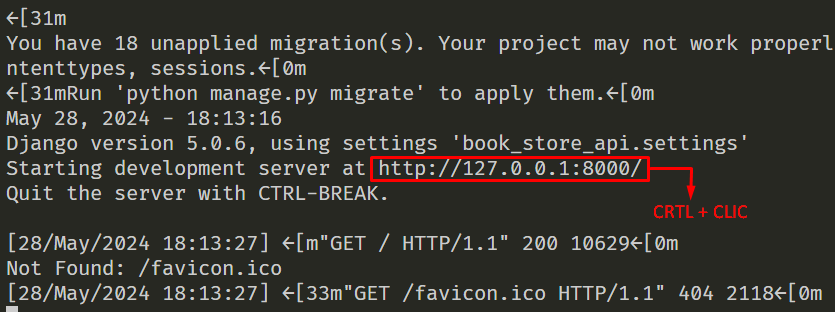 ←[31m
You have 18 unapplied migration(s). Your project may not work properl
ntenttypes, sessions.←[0m
←[31mRun 'python manage.py migrate' to apply them.←[0m
May 28, 2024 - 18:13:16
Django version 5.0.6, using settings 'book_store_api.settings'
Starting development server at http://127.0.0.1:8000/
Quit the server with CTRL-BREAK.
CRTL + CLIC
[28/May/2024 18:13:27] ←[m"GET / HTTP/1.1" 200 10629←[0m
Not Found: /favicon.ico
[28/May/2024 18:13:27] ←[33m"GET /favicon.ico HTTP/1.1" 404 2118←[0m